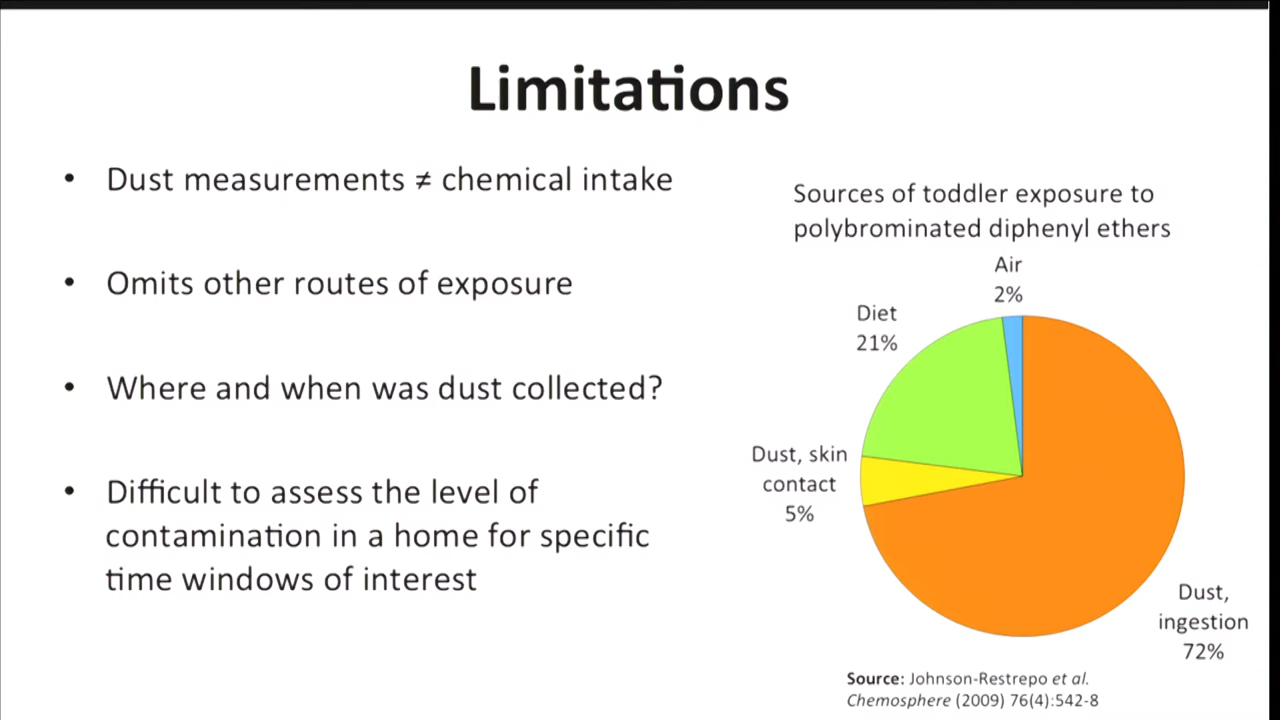 Limitations
• Dust measurements ≠ chemical intake
• Omits other routes of exposure
• Where and when was dust collected?
• Difficult to assess the level of
contamination in a home for specific
time windows of interest
Sources of toddler exposure to
polybrominated diphenyl ethers
Air
2%
Diet
21%
Dust, skin
contact
5%
Dust,
ingestion
72%
Source: Johnson-Restrepo et al.
Chemosphere (2009) 76(4):542-8